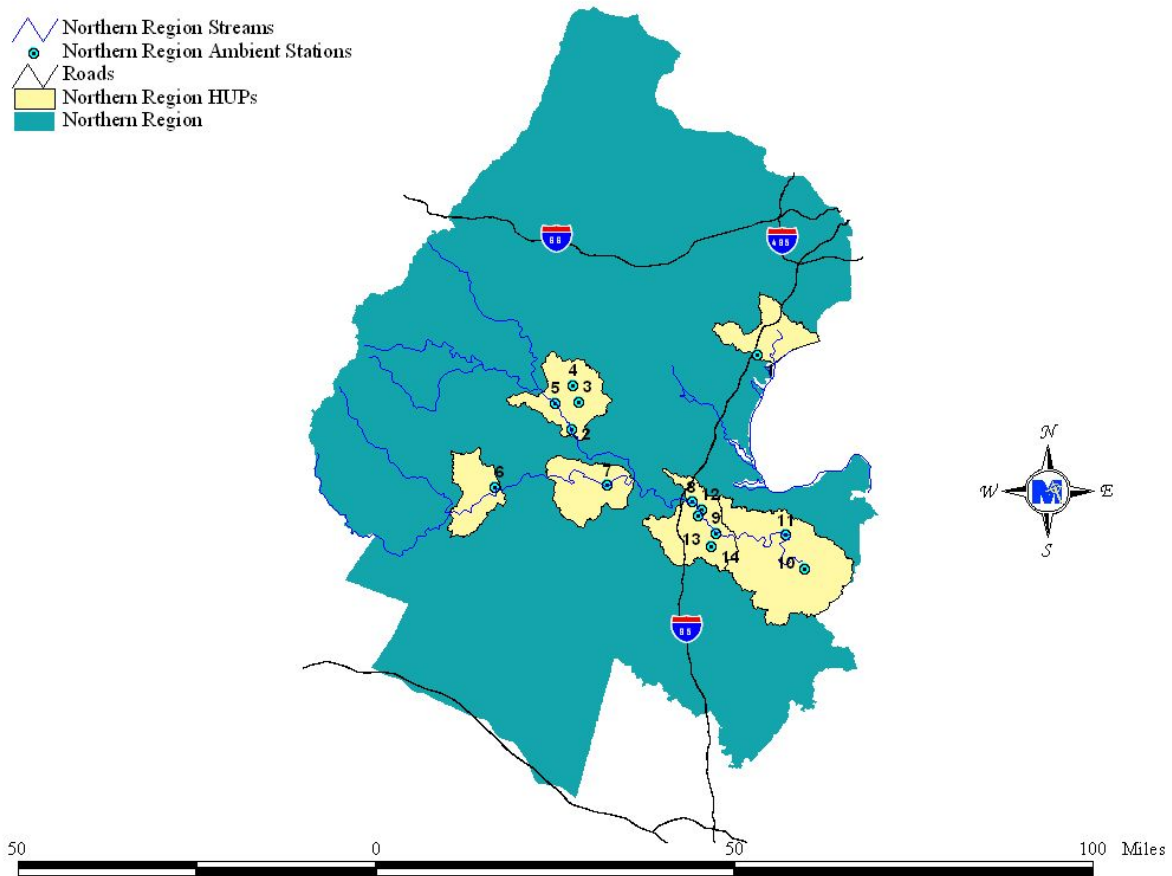 Northern Region Streams
Northern Region Ambient Stations
Roads
Northern Region HUPs
Northern Region
66
495
4
5 3
2
6
7
8
12
9
11
13
14
10
95
N
W M E
S
50 0 50 100 Miles